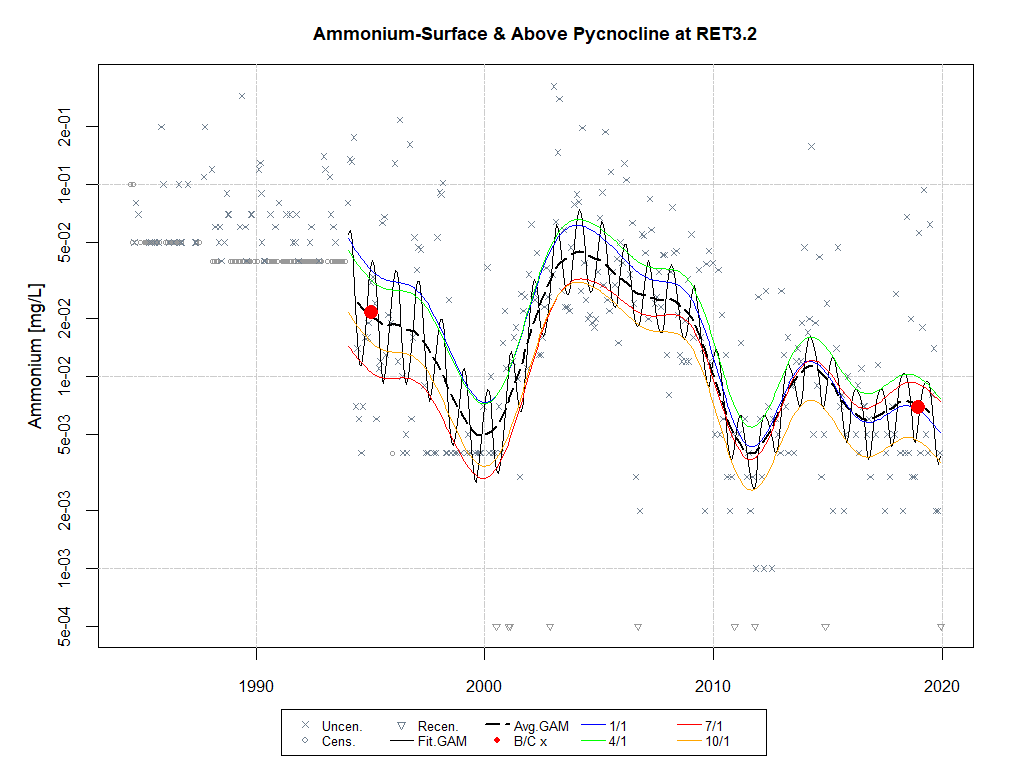 Ammonium-Surface & Above Pycnocline at RET3.2
Ammonium [mg/L]
2e-01
1e-01
5e-02
2e-02
1e-02
5e-03
2e-03
1e-03
5e-04
1990 2000 2010 2020
Uncen. Recen. Avg.GAM 1/1 7/1
Cens. Fit.GAM B/C x 4/1 10/1